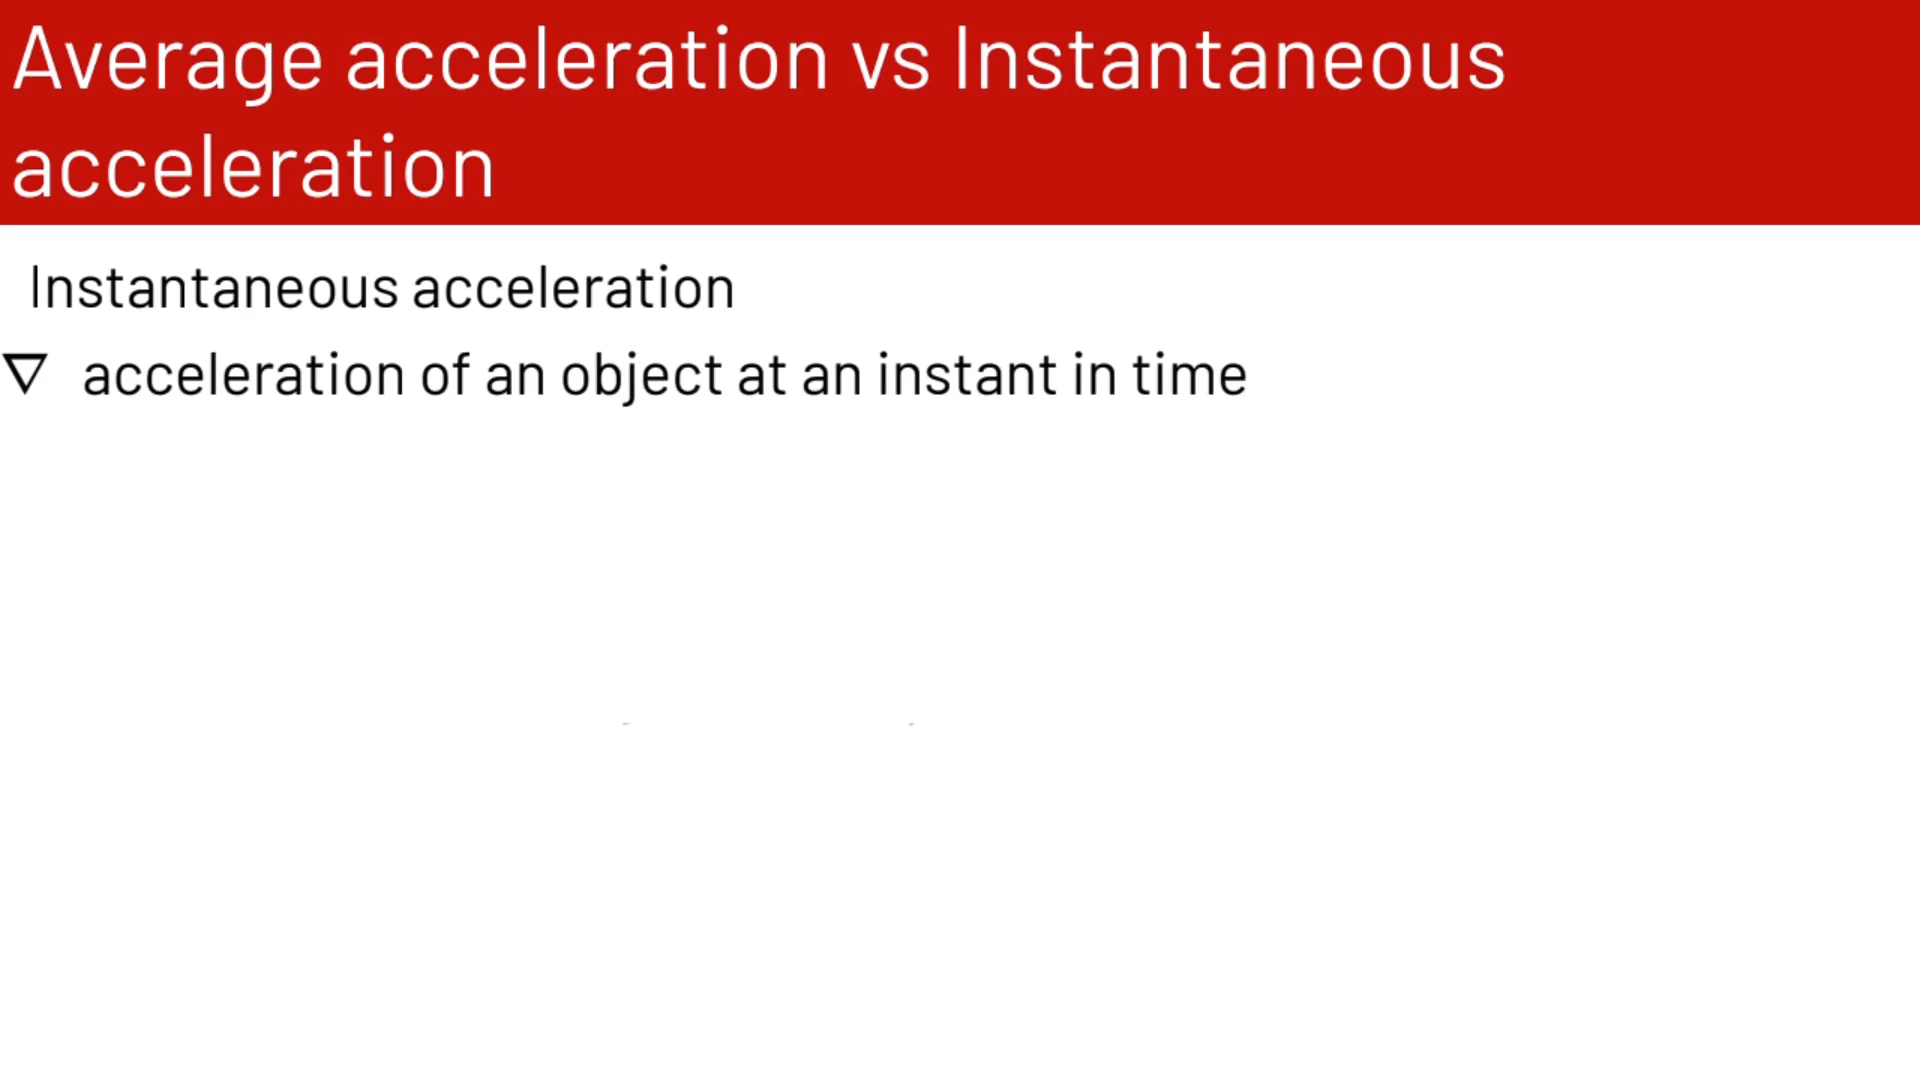 Average acceleration vs Instantaneous
acceleration
Instantaneous acceleration
▽ acceleration of an object at an instant in time